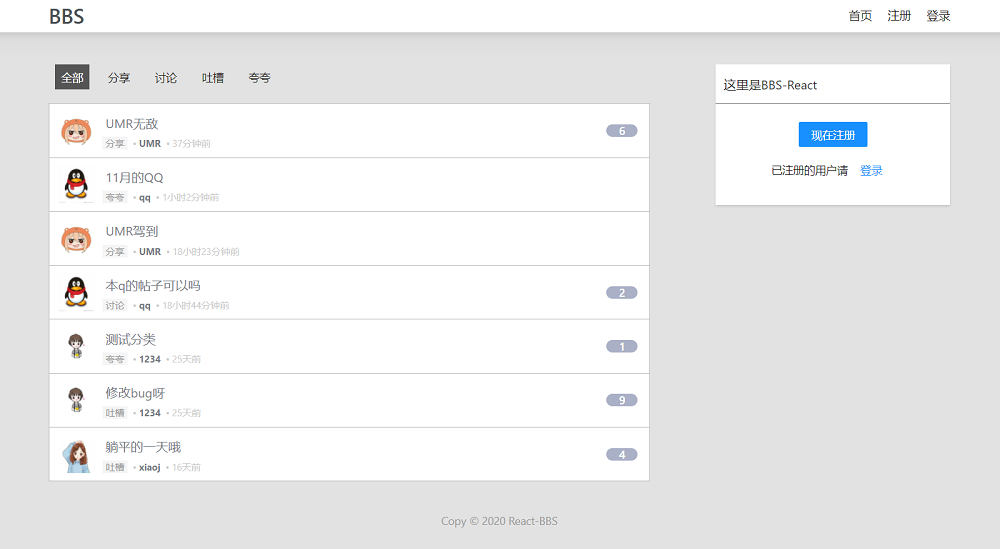 BBS 首页 注册 登录
全部 分享 讨论 吐槽 夸夸
UMR无敌 6
分享 • UMR • 37分钟前
11月的QQ
夸夸 • qq • 1小时2分钟前
UMR驾到
分享 • UMR • 18小时23分钟前
本q的帖子可以吗 2
讨论 • qq • 18小时44分钟前
测试分类 1
夸夸 • 1234 • 25天前
修改bug呀 9
吐槽 • 1234 • 25天前
躺平的一天哦 4
吐槽 • xiaoj • 16天前
这里是BBS-React
现在注册
已注册的用户请 登录
Copy © 2020 React-BBS